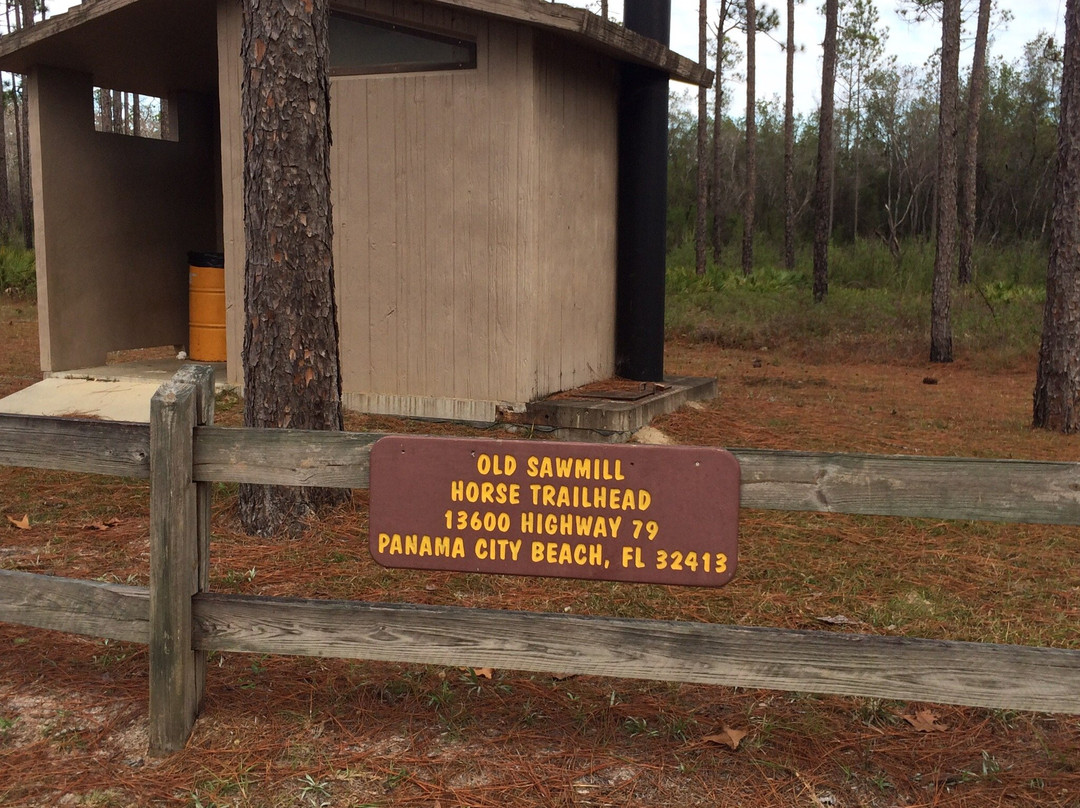 OLD SAWMILL
HORSE TRAILHEAD
13600 HIGHWAY 79
PANAMA CITY BEACH, FL 32413